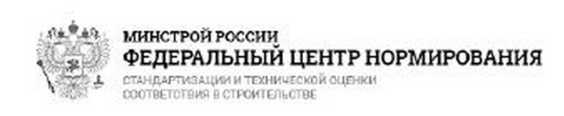 МИНСТРОЙ РОССИИ
ФЕДЕРАЛЬНЫЙ ЦЕНТР НОРМИРОВАНИЯ
СТАНДАРТИЗАЦИИ И ТЕХНИЧЕСКОЙ ОЦЕНКИ
СООТВЕТСТВИЯ В СТРОИТЕЛЬСТВЕ